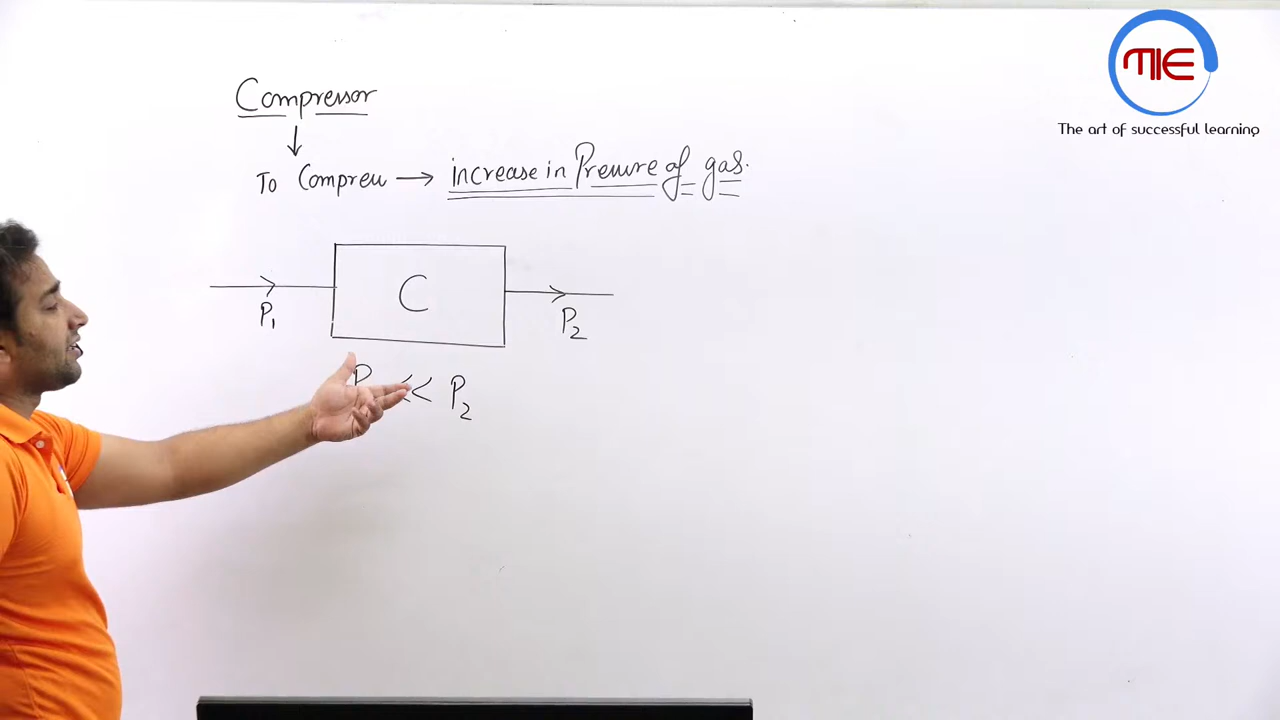 MIE
The art of successful learning
Compressor
To Compress → increase in Pressure of gas.
C
P1
P2
P << P2